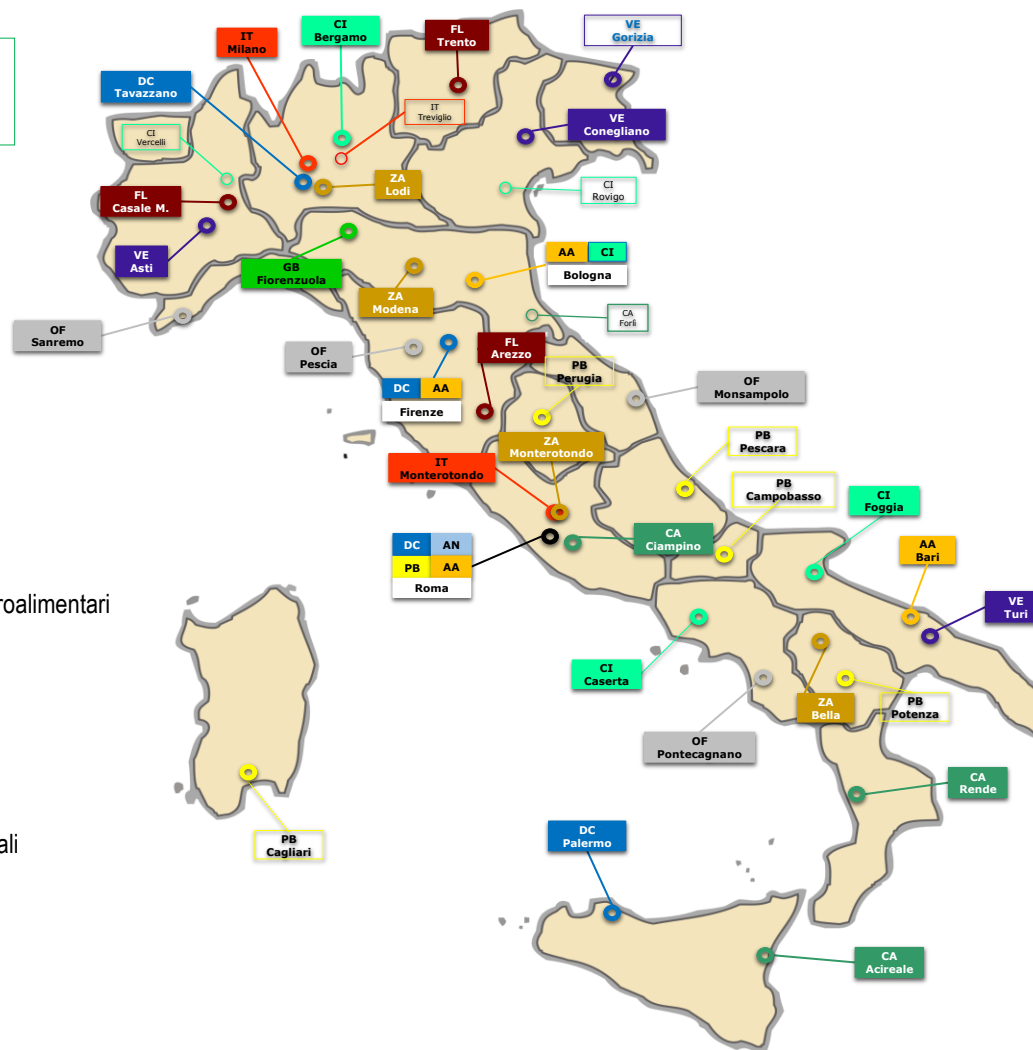 CI
Bergamo
FL
Trento
VE
Gorizia
IT
Milano
DC
Tavazzano
IT
Treviglio
VE
Conegliano
CI
Vercelli
ZA
Lodi
CI
Rovigo
FL
Casale M.
VE
Asti
GB
Fiorenzuola
AA CI
Bologna
ZA
Modena
CA
Forlì
OF
Sanremo
OF
Pescia
FL
Arezzo
PB
Perugia
OF
Monsampolo
DC AA
Firenze
ZA
Monterotondo
PB
Pescara
IT
Monterotondo
PB
Campobasso
CI
Foggia
CA
Ciampino
DC AN
PB AA
Roma
AA
Bari
roalimentari
VE
Turi
CI
Caserta
ZA
Bella
PB
Potenza
OF
Pontecagnano
CA
Rende
ali
PB
Cagliari
DC
Palermo
CA
Acireale